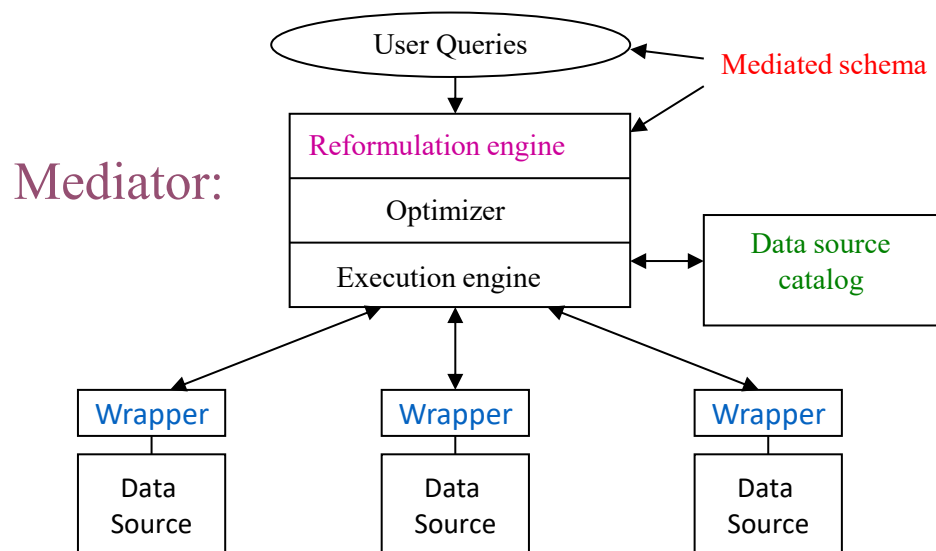 User Queries
Mediated schema
Reformulation engine
Mediator:
Optimizer
Data source
catalog
Execution engine
Wrapper
Wrapper
Wrapper
Data
Source
Data
Source
Data
Source